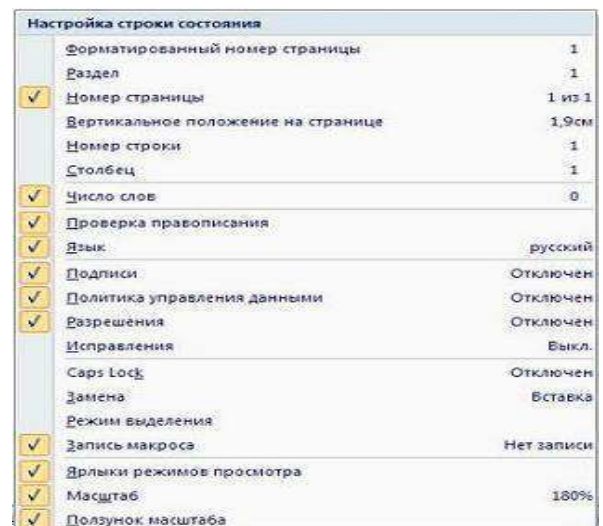 Настройка строки состояния
Форматированный номер страницы 1
Раздел 1
Номер страницы 1 из 1
Вертикальное положение на странице 1,9см
Номер строки 1
Столбец 1
Число слов 0
Проверка правописания
Язык русский
Подписи Отключен
Политика управления данными Отключен
Разрешения Отключен
Исправления Выкл.
Caps Lock Отключен
Замена Вставка
Режим выделения
Запись макроса Нет записи
Ярлыки режимов просмотра
Масштаб 180%
Ползунок масштаба